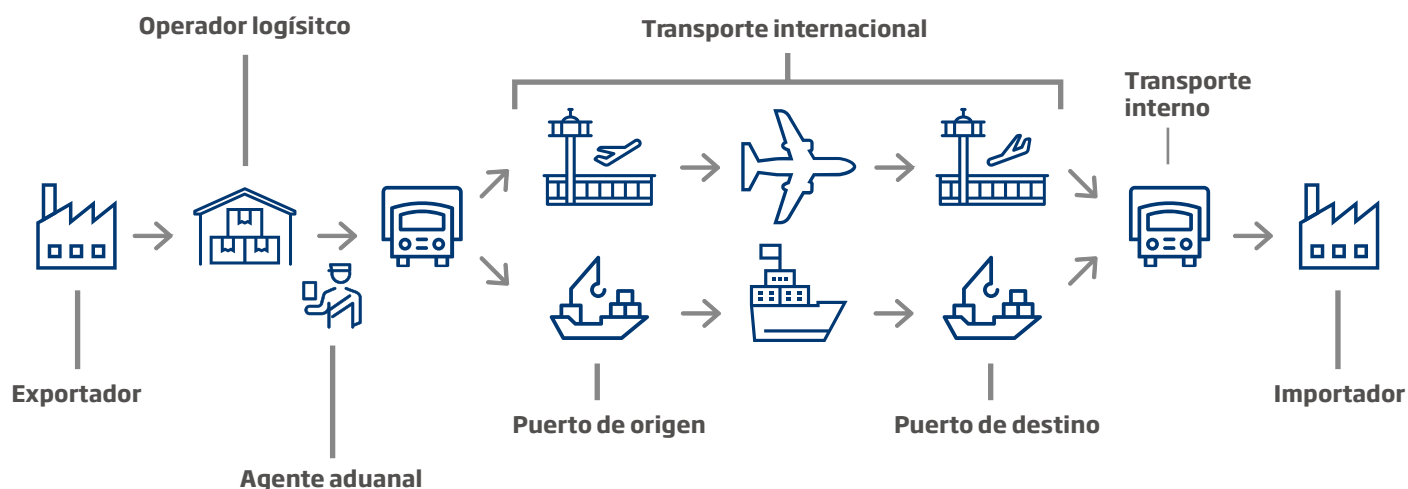 Operador logísitco
Transporte internacional
Transporte
interno
Exportador
Importador
Puerto de origen
Puerto de destino
Agente aduanal